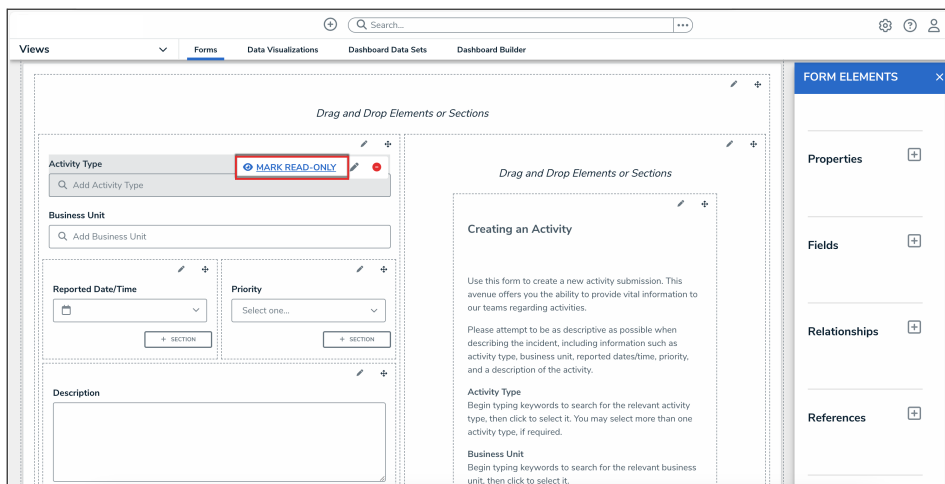 Search...
Views
Forms
Data Visualizations
Dashboard Data Sets
Dashboard Builder
Drag and Drop Elements or Sections
Activity Type
MARK READ-ONLY
Add Activity Type
Business Unit
Add Business Unit
Reported Date/Time
Priority
Select one...
+ SECTION
+ SECTION
Description
Drag and Drop Elements or Sections
Creating an Activity
Use this form to create a new activity submission. This
avenue offers you the ability to provide vital information to
our teams regarding activities.
Please attempt to be as descriptive as possible when
describing the incident, including information such as
activity type, business unit, reported dates/time, priority,
and a description of the activity.
Activity Type
Begin typing keywords to search for the relevant activity
type, then click to select it. You may select more than one
activity type, if required.
Business Unit
Begin typing keywords to search for the relevant business
unit, then click to select it.
FORM ELEMENTS
Properties
Fields
Relationships
References